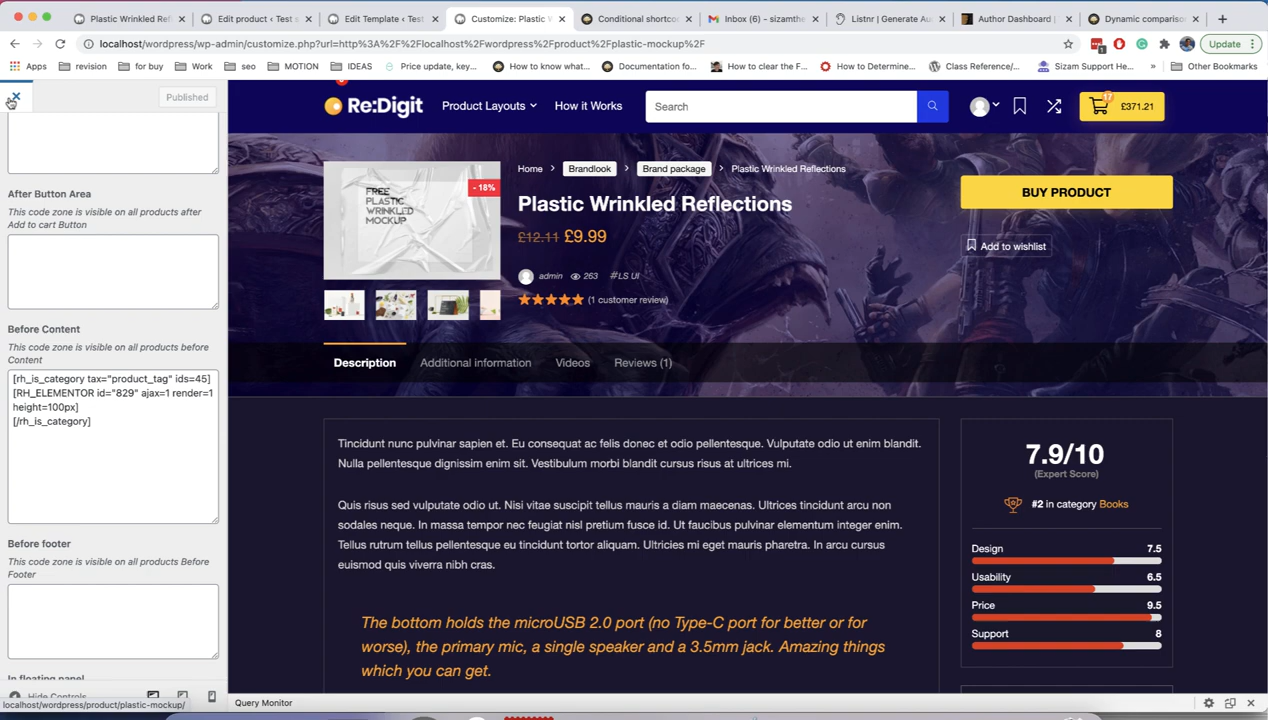 Plastic Wrinkled Ref
Edit product ‹ Test s
Edit Template ‹ Test
Customize: Plastic W
Conditional shortco
Inbox (6) - sizamthe
Listnr | Generate Au
Author Dashboard |
Dynamic compariso
localhost/wordpress/wp-admin/customize.php?url=http%3A%2F%2Flocalhost%2Fwordpress%2Fproduct%2Fplastic-mockup%2F
Update
Apps
revision
for buy
Work
seo
MOTION
IDEAS
Price update, key...
How to know what...
Documentation fo...
How to clear the F...
How to Determine...
Class Reference/...
Sizam Support He...
»
Other Bookmarks
Published
After Button Area
This code zone is visible on all products after
Add to cart Button
Before Content
This code zone is visible on all products before
Content
[rh_is_category tax="product_tag" ids=45]
[RH_ELEMENTOR id="829" ajax=1 render=1
height=100px]
[/rh_is_category]
Before footer
This code zone is visible on all products Before
Footer
In floating panel
Hide Controls
localhost/wordpress/product/plastic-mockup/
Re:Digit
Product Layouts
How it Works
Search
17
£371.21
FREE
PLASTIC
WRINKLED
MOCKUP
- 18%
Home
Brandlook
Brand package
Plastic Wrinkled Reflections
Plastic Wrinkled Reflections
£12.11 £9.99
admin
263
#LS UI
(1 customer review)
BUY PRODUCT
Add to wishlist
Description
Additional information
Videos
Reviews (1)
Tincidunt nunc pulvinar sapien et. Eu consequat ac felis donec et odio pellentesque. Vulputate odio ut enim blandit.
Nulla pellentesque dignissim enim sit. Vestibulum morbi blandit cursus risus at ultrices mi.
Quis risus sed vulputate odio ut. Nisi vitae suscipit tellus mauris a diam maecenas. Ultrices tincidunt arcu non
sodales neque. In massa tempor nec feugiat nisl pretium fusce id. Ut faucibus pulvinar elementum integer enim.
Tellus rutrum tellus pellentesque eu tincidunt tortor aliquam. Ultricies mi eget mauris pharetra. In arcu cursus
euismod quis viverra nibh cras.
The bottom holds the microUSB 2.0 port (no Type-C port for better or for
worse), the primary mic, a single speaker and a 3.5mm jack. Amazing things
which you can get.
7.9/10
(Expert Score)
#2 in category Books
Design 7.5
Usability 6.5
Price 9.5
Support 8
Query Monitor